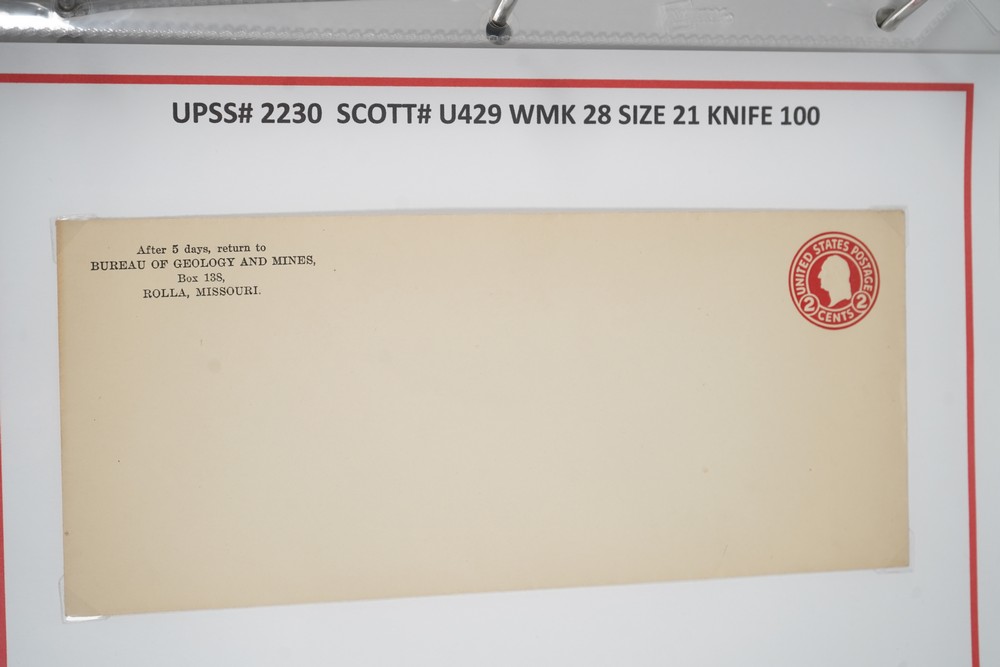 UPSS# 2230 SCOTT# U429 WMK 28 SIZE 21 KNIFE 100
After 5 days, return to
BUREAU OF GEOLOGY AND MINES,
Box 138,
ROLLA, MISSOURI.
UNITED STATES POSTAGE
2 CENTS 2